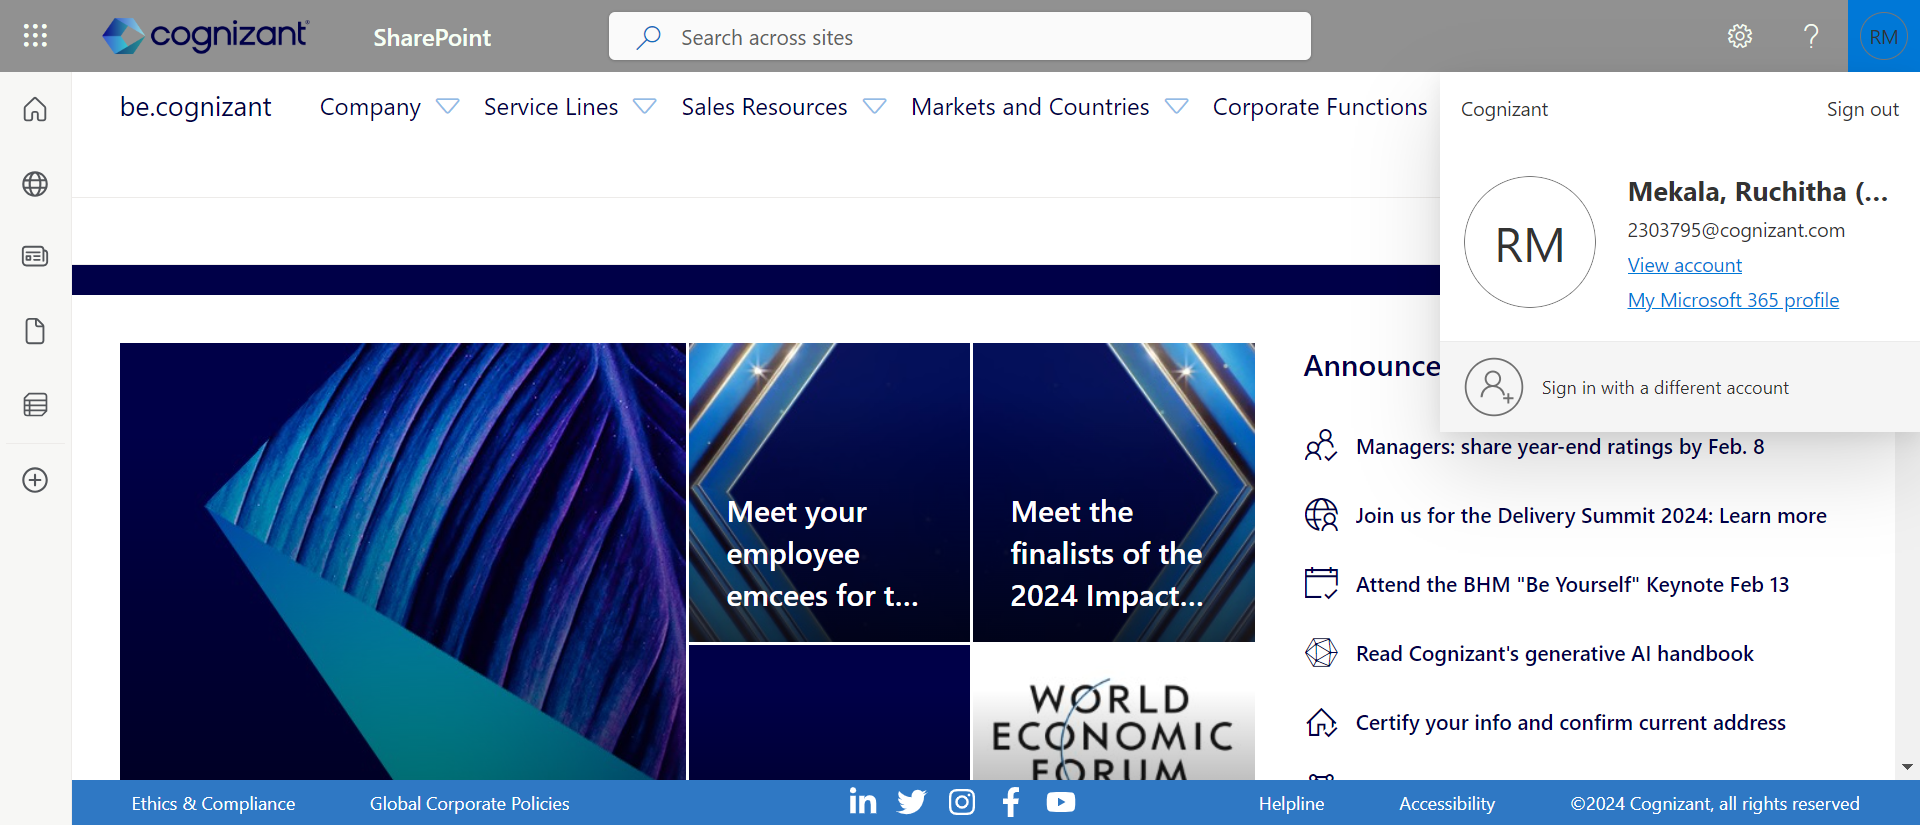 cognizant
SharePoint
Search across sites
RM
be.cognizant
Company
Service Lines
Sales Resources
Markets and Countries
Corporate Functions
Cognizant
Sign out
RM
Mekala, Ruchitha (...
2303795@cognizant.com
View account
My Microsoft 365 profile
Sign in with a different account
Meet your
employee
emcees for t...
Meet the
finalists of the
2024 Impact...
WORLD
ECONOMIC
FORUM
Announce
Managers: share year-end ratings by Feb. 8
Join us for the Delivery Summit 2024: Learn more
Attend the BHM "Be Yourself" Keynote Feb 13
Read Cognizant's generative AI handbook
Certify your info and confirm current address
Ethics & Compliance
Global Corporate Policies
Helpline
Accessibility
©2024 Cognizant, all rights reserved